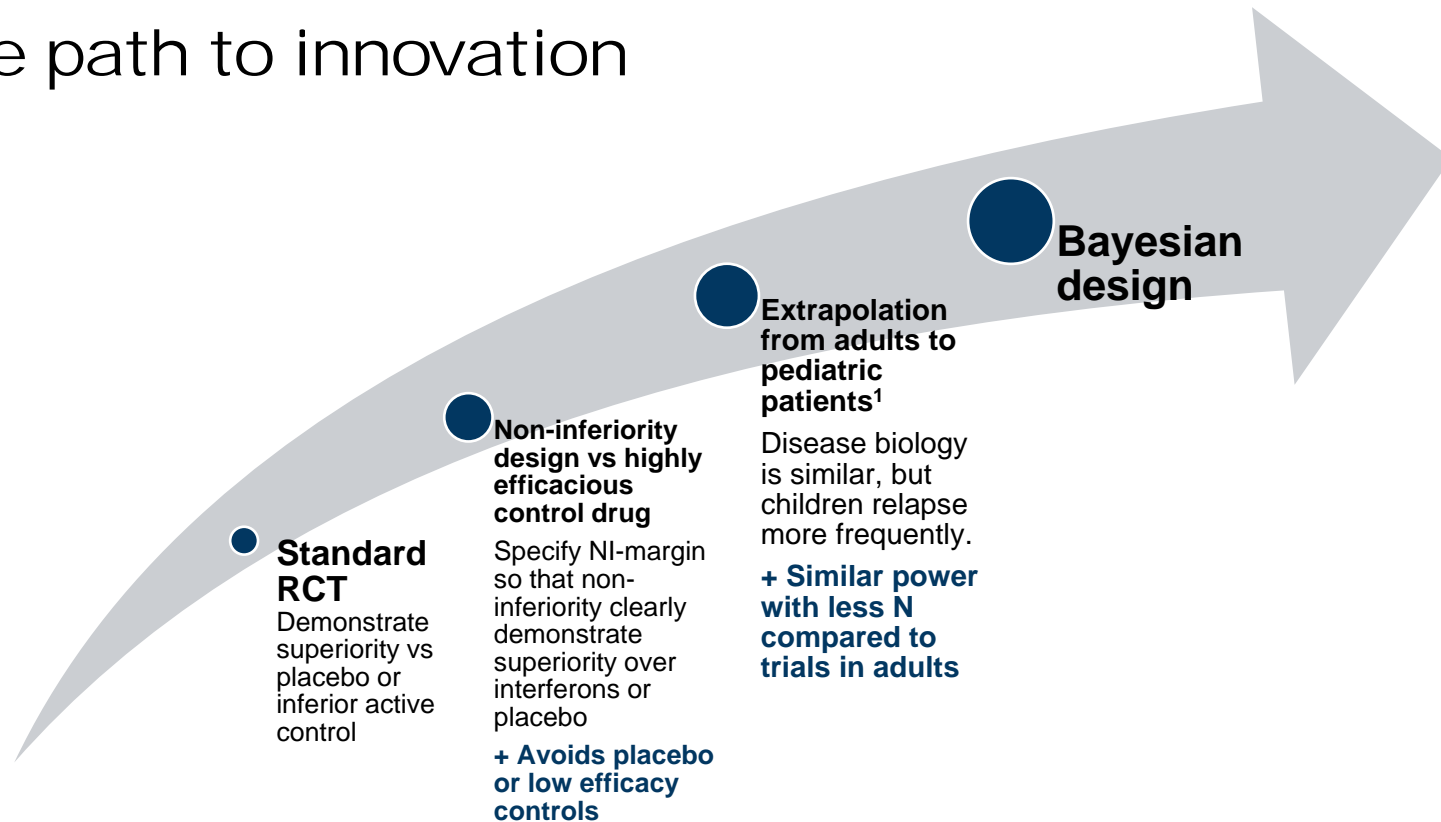 e path to innovation
Standard
RCT
Demonstrate
superiority vs
placebo or
inferior active
control
Non-inferiority
design vs highly
efficacious
control drug
Specify NI-margin
so that non-
inferiority clearly
demonstrate
superiority over
interferons or
placebo
+ Avoids placebo
or low efficacy
controls
Extrapolation
from adults to
pediatric
patients¹
Disease biology
is similar, but
children relapse
more frequently.
+ Similar power
with less N
compared to
trials in adults
Bayesian
design